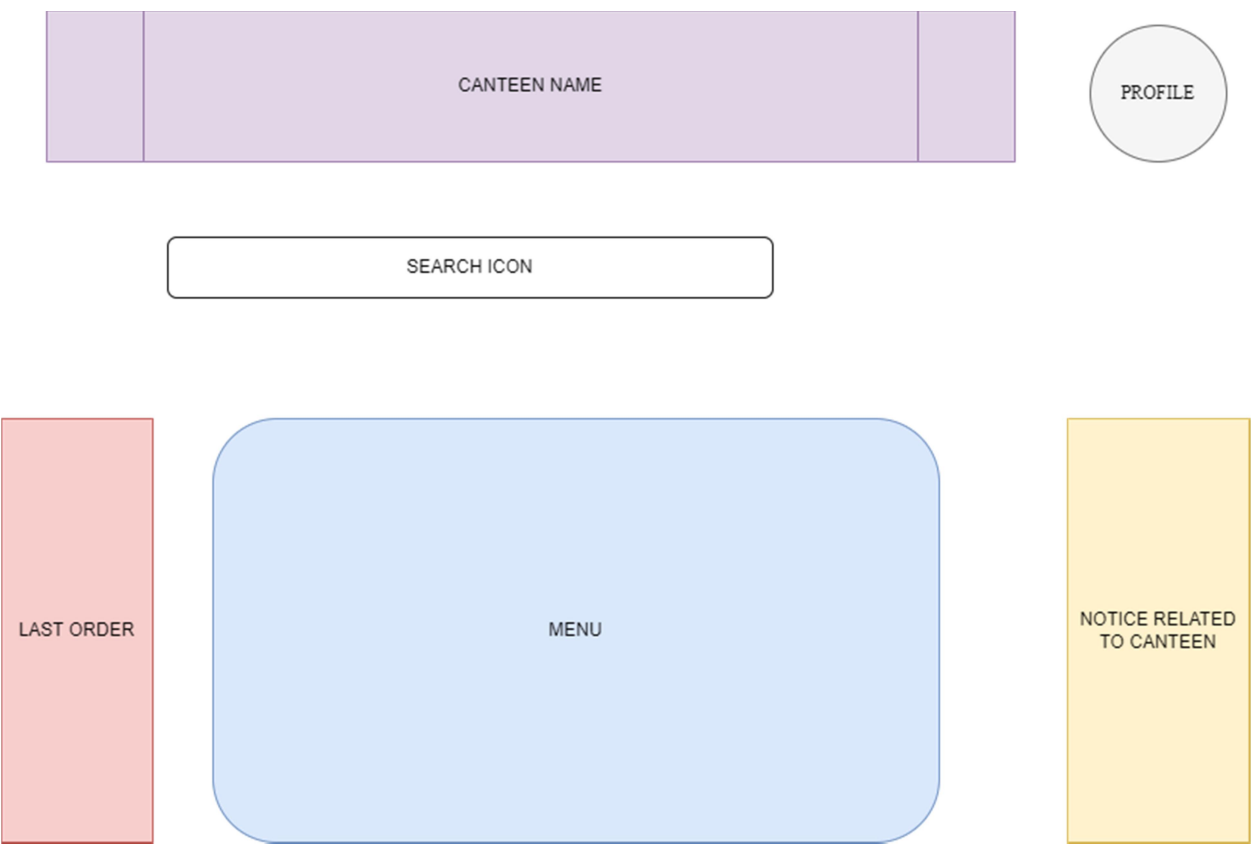 CANTEEN NAME
PROFILE
SEARCH ICON
LAST ORDER
MENU
NOTICE RELATED
TO CANTEEN